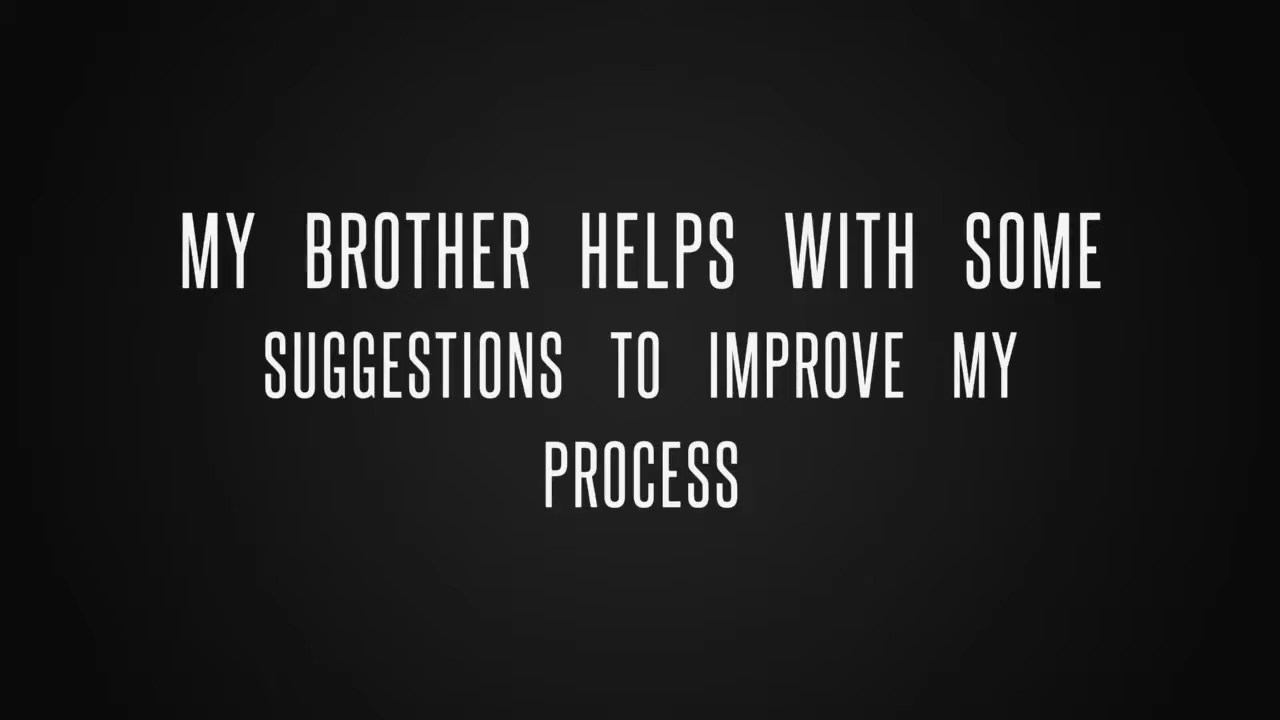 MY BROTHER HELPS WITH SOME
SUGGESTIONS TO IMPROVE MY
PROCESS